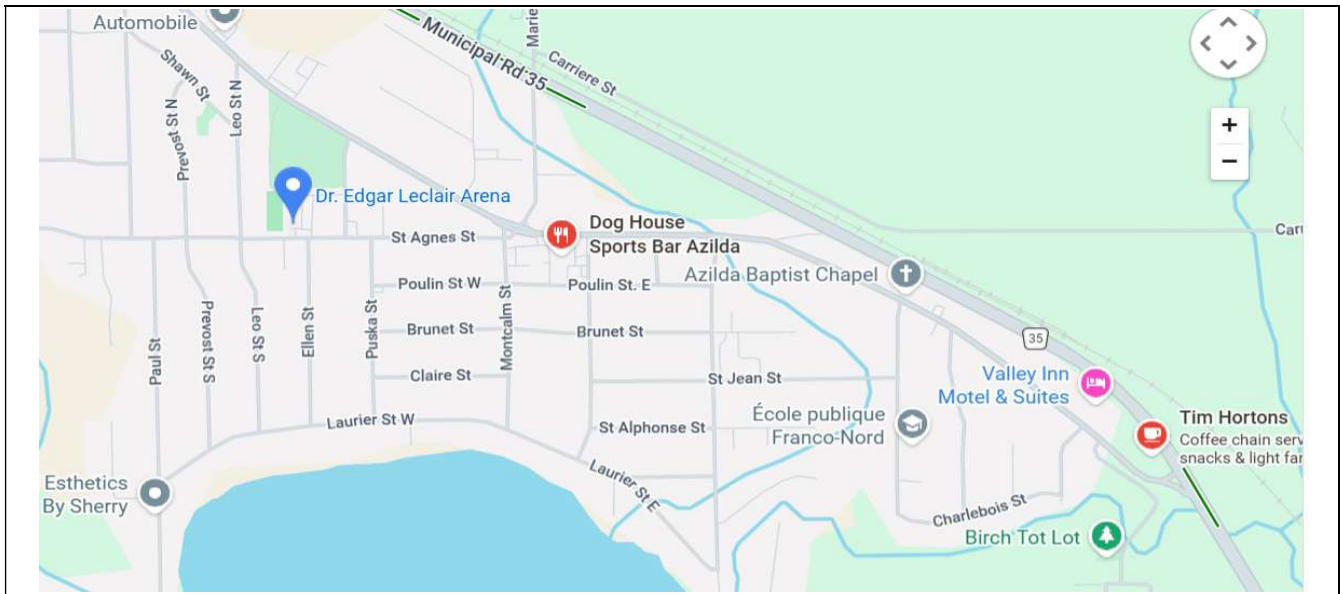 Automobile
Marie
Municipal Rd 35
Carriere St
Shawn St
Leo St N
Prevost St N
+
−
Dr. Edgar Leclair Arena
Dog House
Sports Bar Azilda
St Agnes St
Azilda Baptist Chapel
Poulin St W
Poulin St. E
Prevost St S
Leo St S
Ellen St
Puska St
Montcalm St
Paul St
Brunet St
Brunet St
35
Claire St
St Jean St
Valley Inn
Motel & Suites
Laurier St W
St Alphonse St
École publique
Franco-Nord
Tim Hortons
Coffee chain serv
snacks & light far
Laurier St E
Esthetics
By Sherry
Charlebois St
Birch Tot Lot